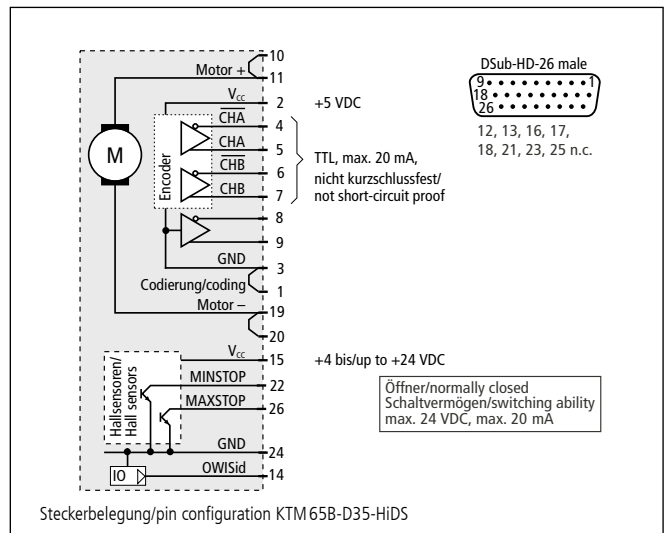 10
Motor + 11
Vcc 2 +5 VDC
CHA 4
CHA 5
CHB 6
CHB 7
TTL, max. 20 mA,
nicht kurzschlussfest/
not short-circuit proof
Encoder
M
8
9
GND 3
Codierung/coding 1
Motor – 19
20
Vcc 15 +4 bis/up to +24 VDC
Hallsensoren/
Hall sensors
MINSTOP 22
MAXSTOP 26
GND 24
IO OWISid 14
DSub-HD-26 male
9 1
18
26
12, 13, 16, 17,
18, 21, 23, 25 n.c.
Öffner/normally closed
Schaltvermögen/switching ability
max. 24 VDC, max. 20 mA
Steckerbelegung/pin configuration KTM 65B-D35-HiDS